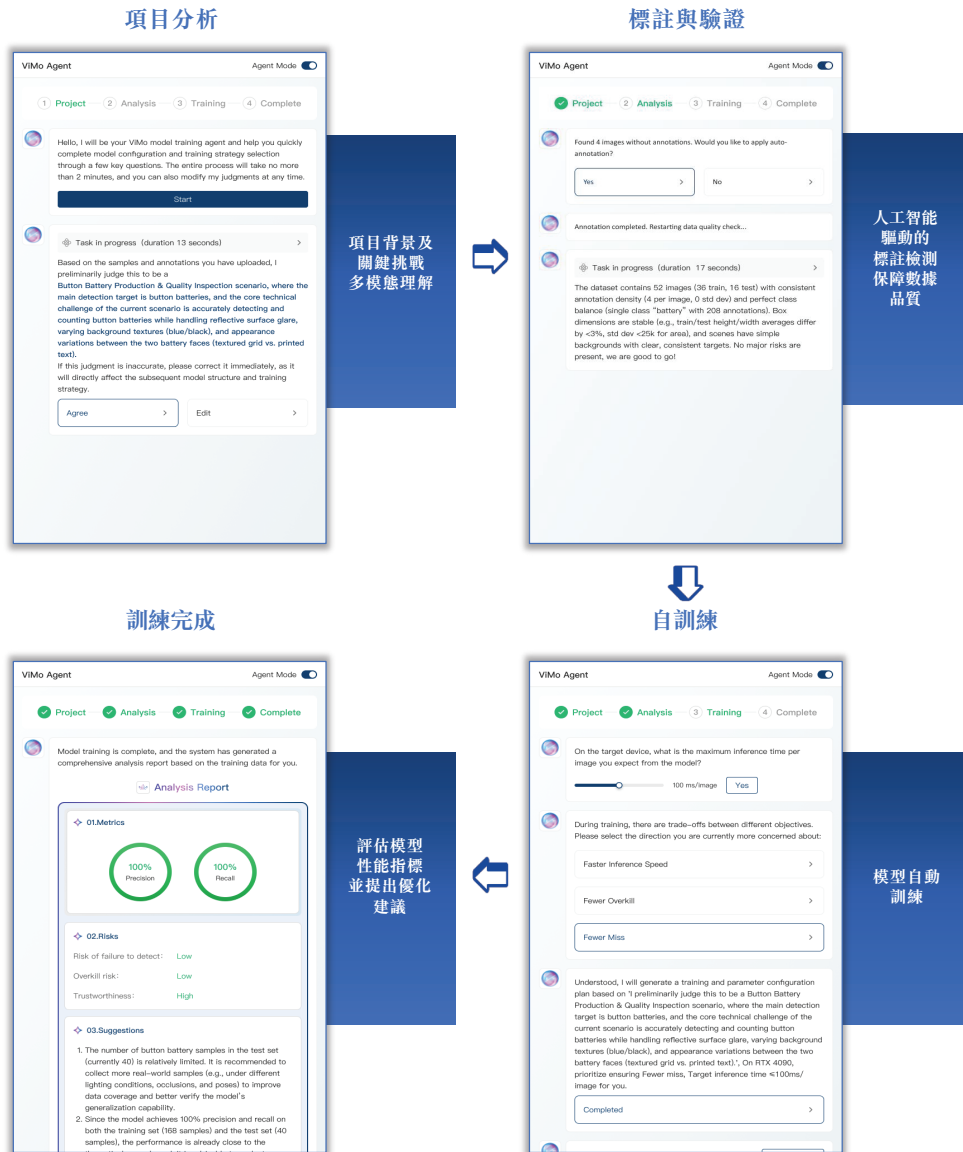 項目分析
ViMo Agent
Agent Mode
1 Project
2 Analysis
3 Training
4 Complete
Hello, I will be your ViMo model training agent and help you quickly
complete model configuration and training strategy selection
through a few key questions. The entire process will take no more
than 2 minutes, and you can also modify my judgments at any time.
Start
Task in progress (duration 13 seconds)
Based on the samples and annotations you have uploaded, I
preliminarily judge this to be a
Button Battery Production & Quality Inspection scenario, where the
main detection target is button batteries, and the core technical
challenge of the current scenario is accurately detecting and
counting button batteries while handling reflective surface glare,
varying background textures (blue/black), and appearance
variations between the two battery faces (textured grid vs. printed
text).
If this judgment is inaccurate, please correct it immediately, as it
will directly affect the subsequent model structure and training
strategy.
Agree
Edit
項目背景及
關鍵挑戰
多模態理解
標註與驗證
ViMo Agent
Agent Mode
Project
2 Analysis
3 Training
4 Complete
Found 4 images without annotations. Would you like to apply auto-
annotation?
Yes
No
Annotation completed. Restarting data quality check...
Task in progress (duration 17 seconds)
The dataset contains 52 images (36 train, 16 test) with consistent
annotation density (4 per image, 0 std dev) and perfect class
balance (single class "battery" with 208 annotations). Box
dimensions are stable (e.g., train/test height/width averages differ
by <3%, std dev <25k for area), and scenes have simple
backgrounds with clear, consistent targets. No major risks are
present, we are good to go!
人工智能
驅動的
標註檢測
保障數據
品質
自訓練
ViMo Agent
Agent Mode
Project
Analysis
3 Training
4 Complete
On the target device, what is the maximum inference time per
image you expect from the model?
100 ms/image
Yes
During training, there are trade-offs between different objectives.
Please select the direction you are currently more concerned about:
Faster Inference Speed
Fewer Overkill
Fewer Miss
Understood, I will generate a training and parameter configuration
plan based on 'I preliminarily judge this to be a Button Battery
Production & Quality Inspection scenario, where the main detection
target is button batteries, and the core technical challenge of the
current scenario is accurately detecting and counting button
batteries while handling reflective surface glare, varying background
textures (blue/black), and appearance variations between the two
battery faces (textured grid vs. printed text).', On RTX 4090,
prioritize ensuring Fewer miss, Target inference time ≤100ms/
image for you.
Completed
模型自動
訓練
訓練完成
ViMo Agent
Agent Mode
Project
Analysis
Training
Complete
Model training is complete, and the system has generated a
comprehensive analysis report based on the training data for you.
Analysis Report
01.Metrics
100%
Precision
100%
Recall
02.Risks
Risk of failure to detect: Low
Overkill risk: Low
Trustworthiness: High
03.Suggestions
1. The number of button battery samples in the test set
(currently 40) is relatively limited. It is recommended to
collect more real-world samples (e.g., under different
lighting conditions, occlusions, and poses) to improve
data coverage and better verify the model's
generalization capability.
2. Since the model achieves 100% precision and recall on
both the training set (168 samples) and the test set (40
samples), the performance is already close to the
評估模型
性能指標
並提出優化
建議